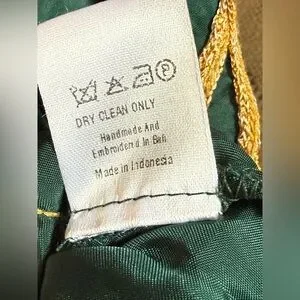 P
DRY CLEAN ONLY
Handmade And
Embroidered In Bali
Made in Indonesia